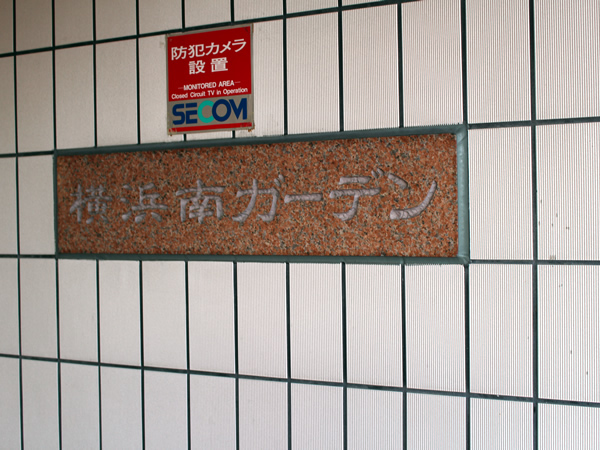 防犯カメラ
設置
—MONITORED AREA—
Closed Circuit TV in Operation
SECOM
横浜南ガーデン